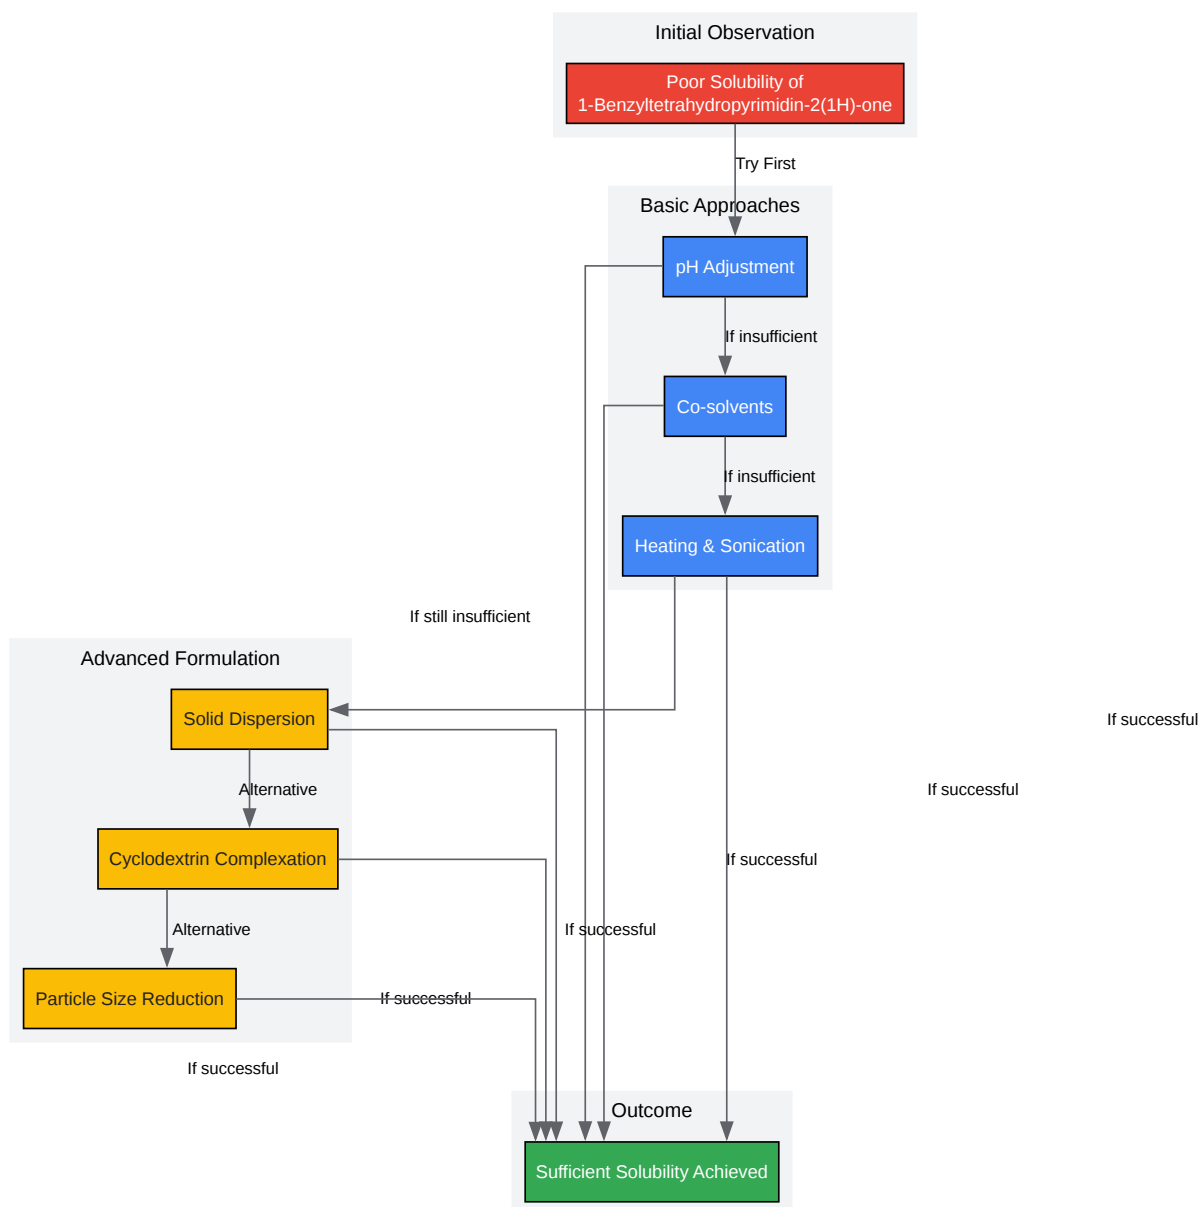 Initial Observation
Poor Solubility of
1-Benzyltetrahydropyrimidin-2(1H)-one
Try First
Basic Approaches
pH Adjustment
If insufficient
Co-solvents
If insufficient
Heating & Sonication
If still insufficient
Advanced Formulation
Solid Dispersion
If successful
Alternative
If successful
Cyclodextrin Complexation
If successful
Alternative
If successful
Particle Size Reduction
If successful
If successful
Outcome
Sufficient Solubility Achieved